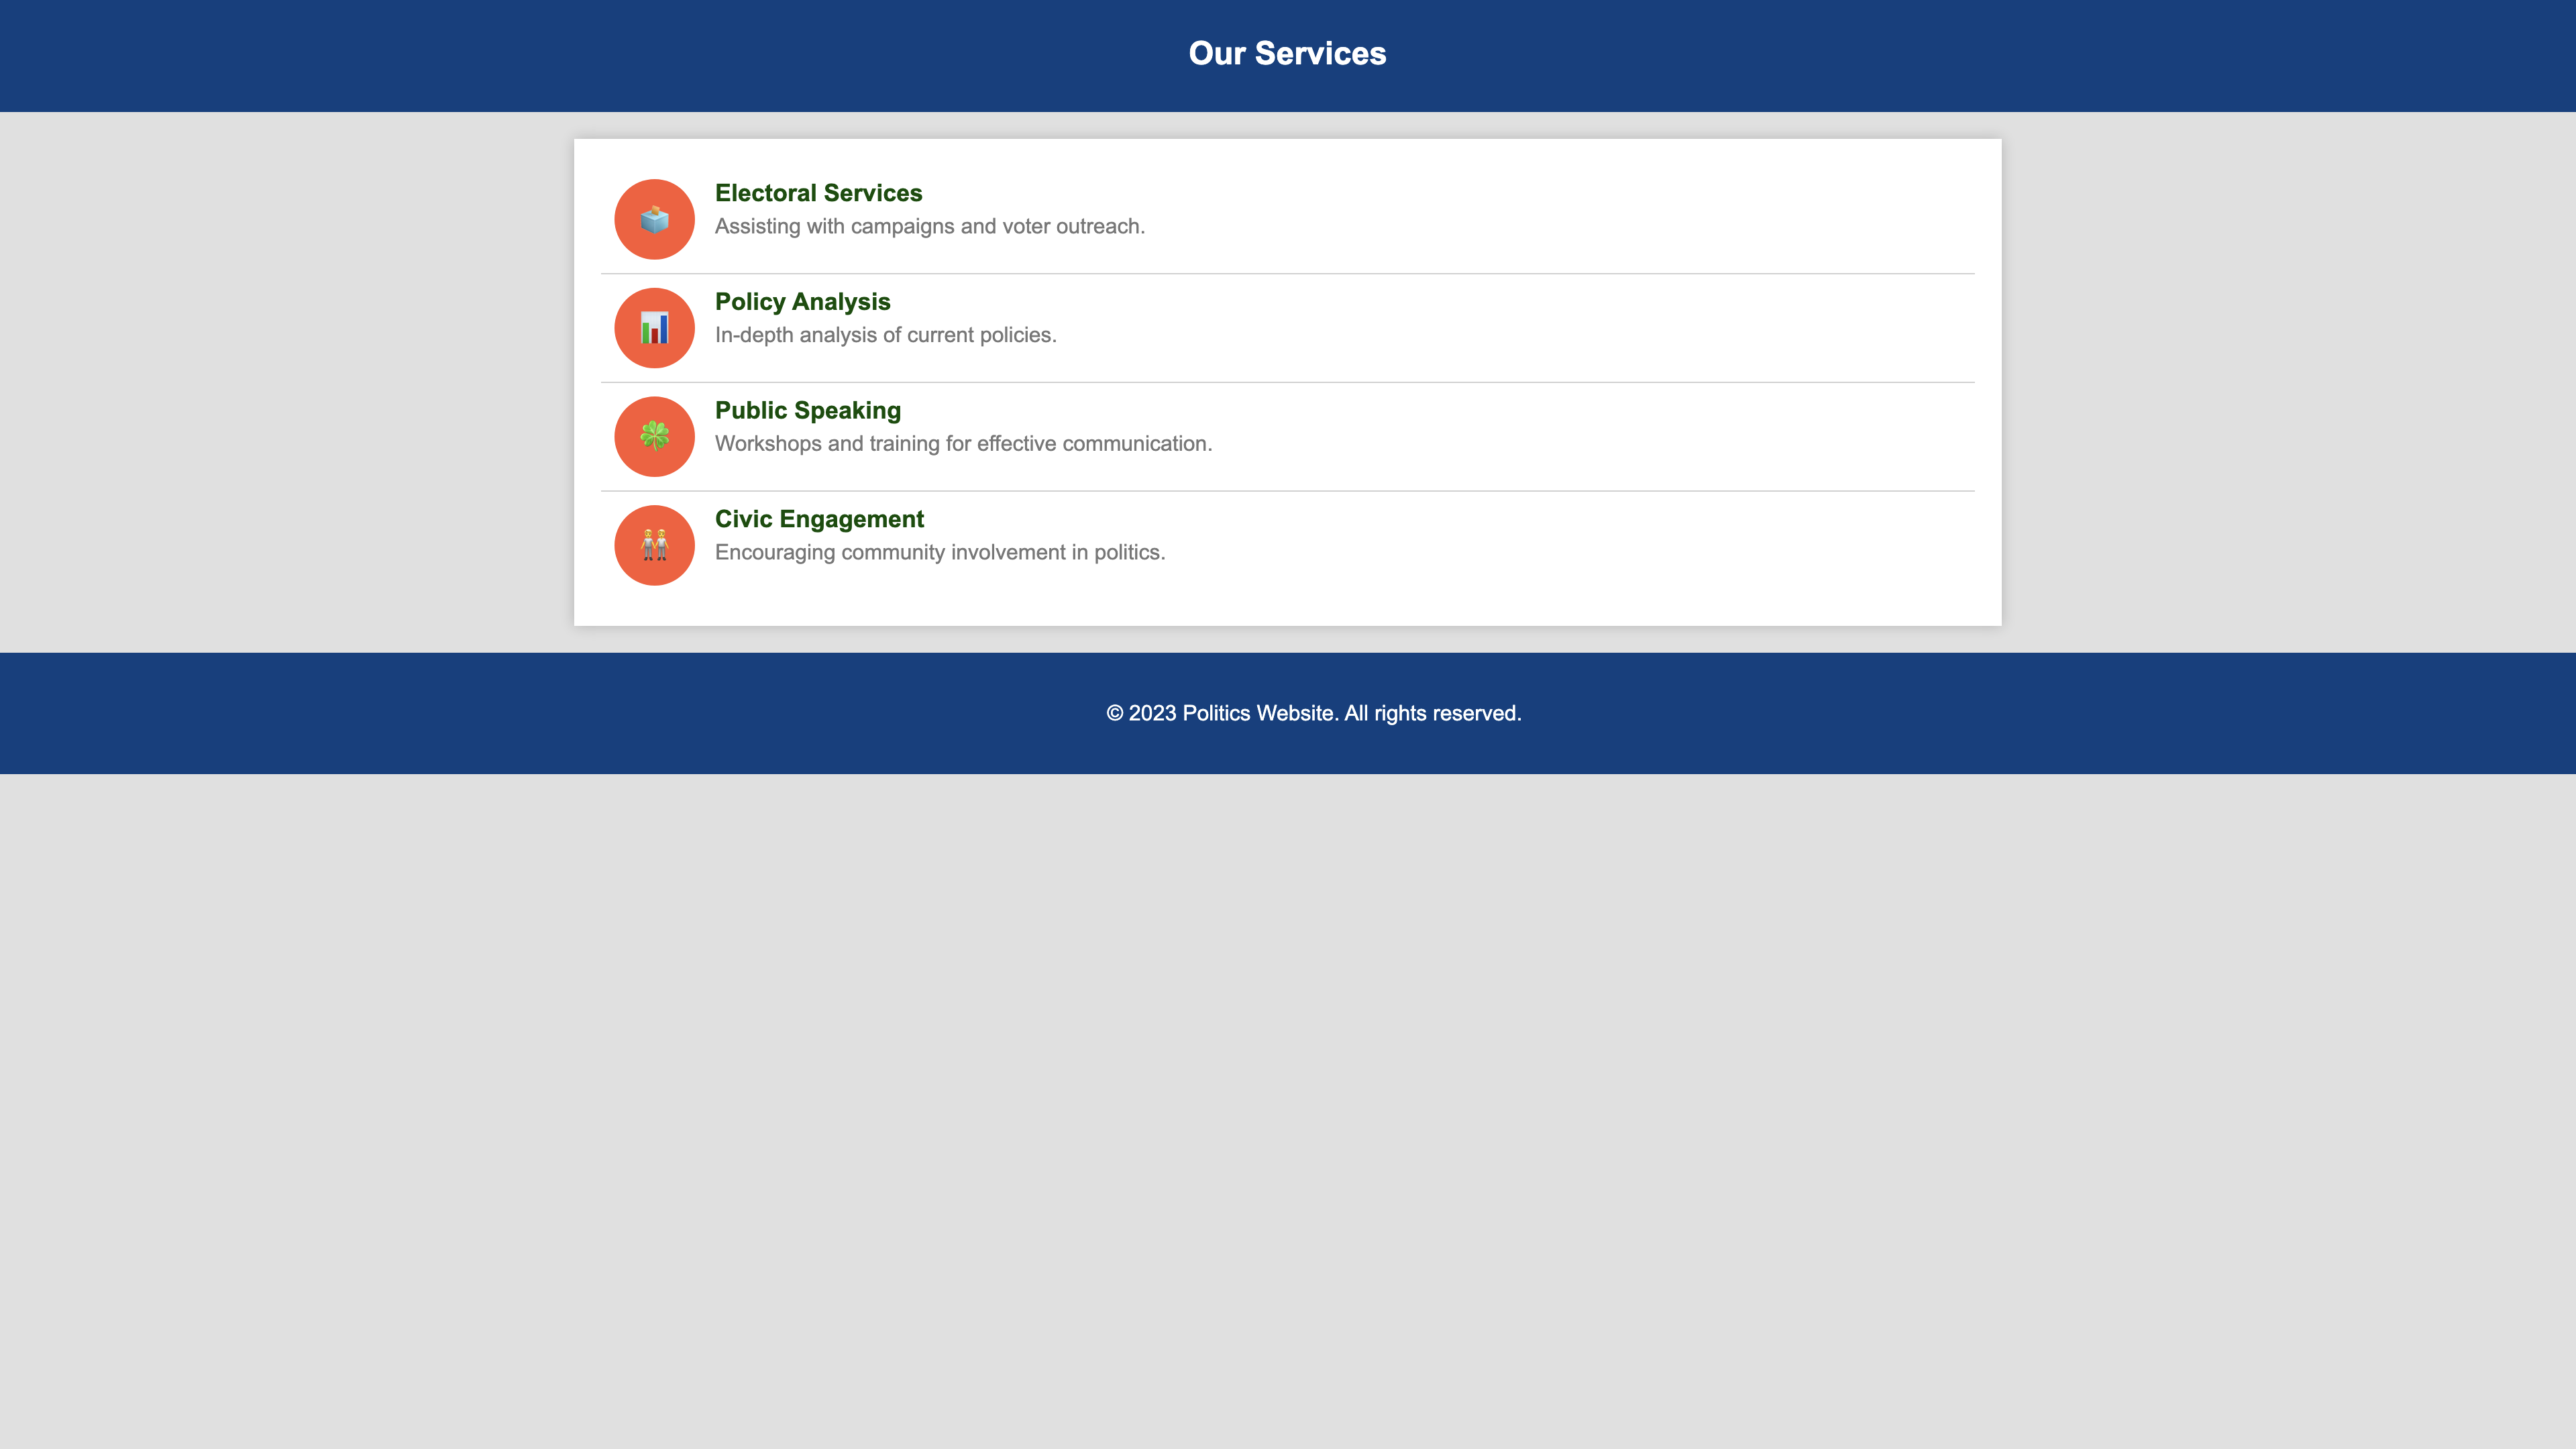 Our Services
Electoral Services
Assisting with campaigns and voter outreach.
Policy Analysis
In-depth analysis of current policies.
Public Speaking
Workshops and training for effective communication.
Civic Engagement
Encouraging community involvement in politics.
© 2023 Politics Website. All rights reserved.